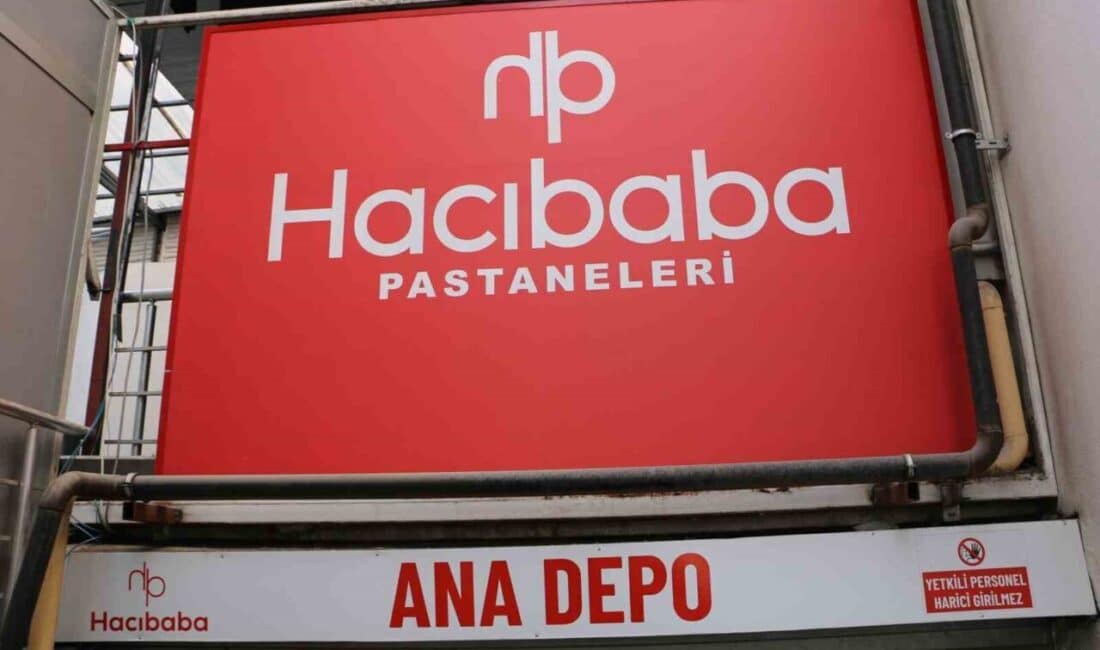 Hacıbaba
PASTANELERİ
Hacıbaba
ANA DEPO
YETKİLİ PERSONEL
HARİCİ GİRİLMEZ